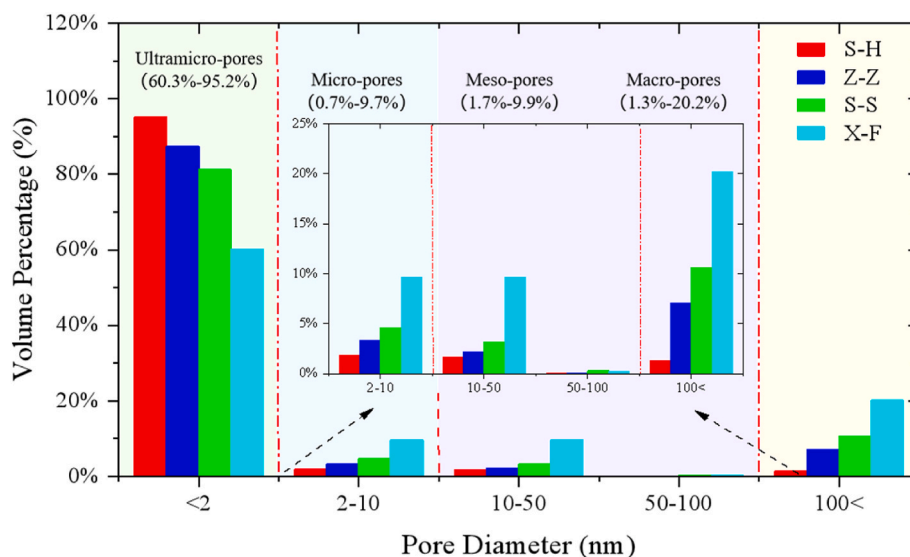 120%
100%
80%
60%
40%
20%
0%
Volume Percentage (%)
Ultramicro-pores
(60.3%-95.2%)
Micro-pores
(0.7%-9.7%)
Meso-pores
(1.7%-9.9%)
Macro-pores
(1.3%-20.2%)
S-H
Z-Z
S-S
X-F
25%
20%
15%
10%
5%
0%
2-10
10-50
50-100
100<
<2
2-10
10-50
50-100
100<
Pore Diameter (nm)